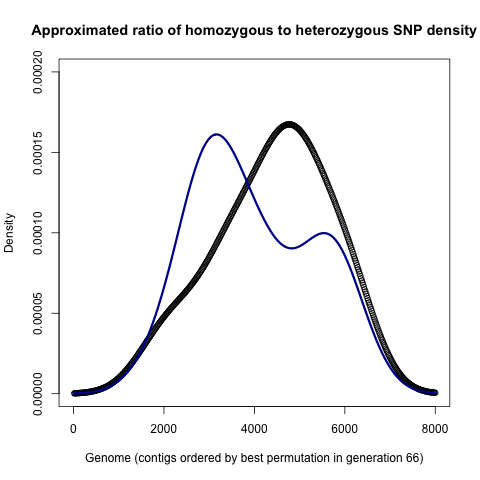 Approximated ratio of homozygous to heterozygous SNP density
0.00020
0.00015
0.00010
0.00005
0.00000
Density
0 2000 4000 6000 8000
Genome (contigs ordered by best permutation in generation 66)